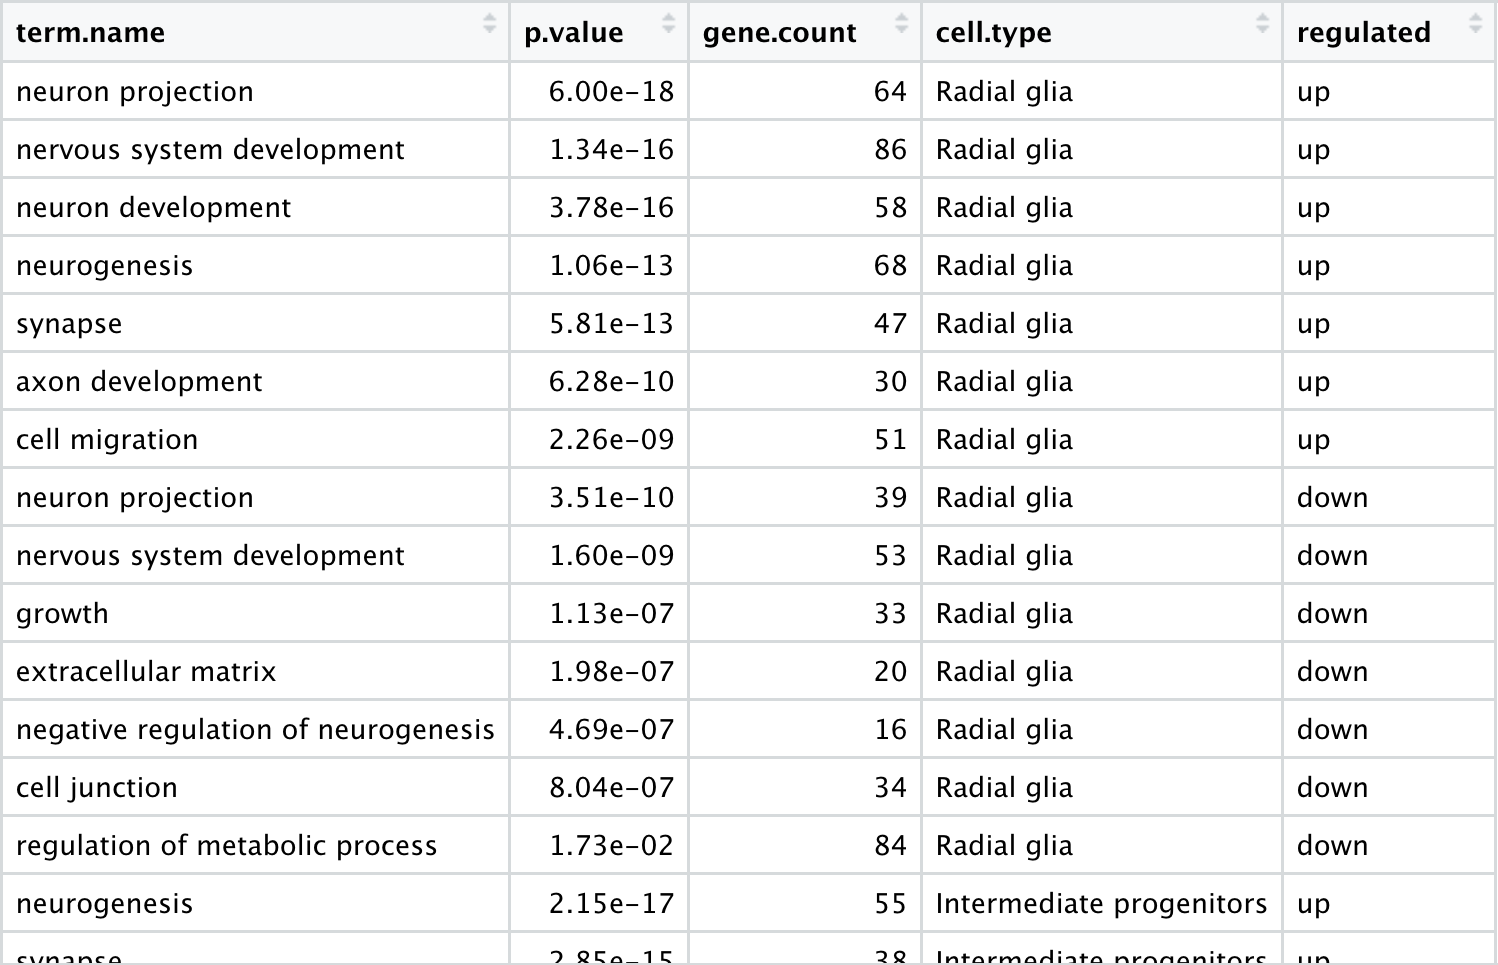 term.name p.value gene.count cell.type regulated
neuron projection 6.00e−18 64 Radial glia up
nervous system development 1.34e−16 86 Radial glia up
neuron development 3.78e−16 58 Radial glia up
neurogenesis 1.06e−13 68 Radial glia up
synapse 5.81e−13 47 Radial glia up
axon development 6.28e−10 30 Radial glia up
cell migration 2.26e−09 51 Radial glia up
neuron projection 3.51e−10 39 Radial glia down
nervous system development 1.60e−09 53 Radial glia down
growth 1.13e−07 33 Radial glia down
extracellular matrix 1.98e−07 20 Radial glia down
negative regulation of neurogenesis 4.69e−07 16 Radial glia down
cell junction 8.04e−07 34 Radial glia down
regulation of metabolic process 1.73e−02 84 Radial glia down
neurogenesis 2.15e−17 55 Intermediate progenitors up
synapse 2.85e−15 38 Intermediate progenitors up